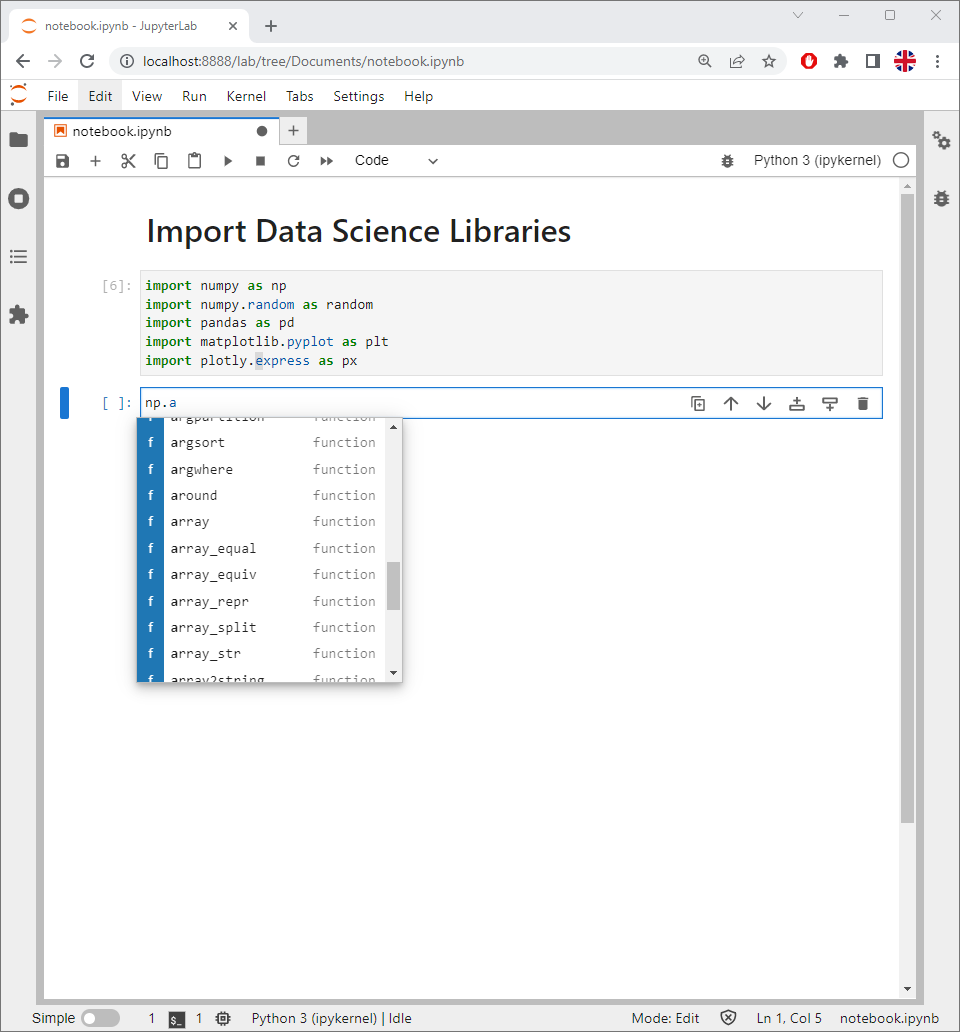 notebook.ipynb - JupyterLab
localhost:8888/lab/tree/Documents/notebook.ipynb
File Edit View Run Kernel Tabs Settings Help
notebook.ipynb
Code Python 3 (ipykernel)
Import Data Science Libraries
[6]: import numpy as np
import numpy.random as random
import pandas as pd
import matplotlib.pyplot as plt
import plotly.express as px
[ ]: np.a
f argpartition function
f argsort function
f argwhere function
f around function
f array function
f array_equal function
f array_equiv function
f array_repr function
f array_split function
f array_str function
f array2string function
Simple 1 $_ 1 Python 3 (ipykernel) | Idle Mode: Edit Ln 1, Col 5 notebook.ipynb